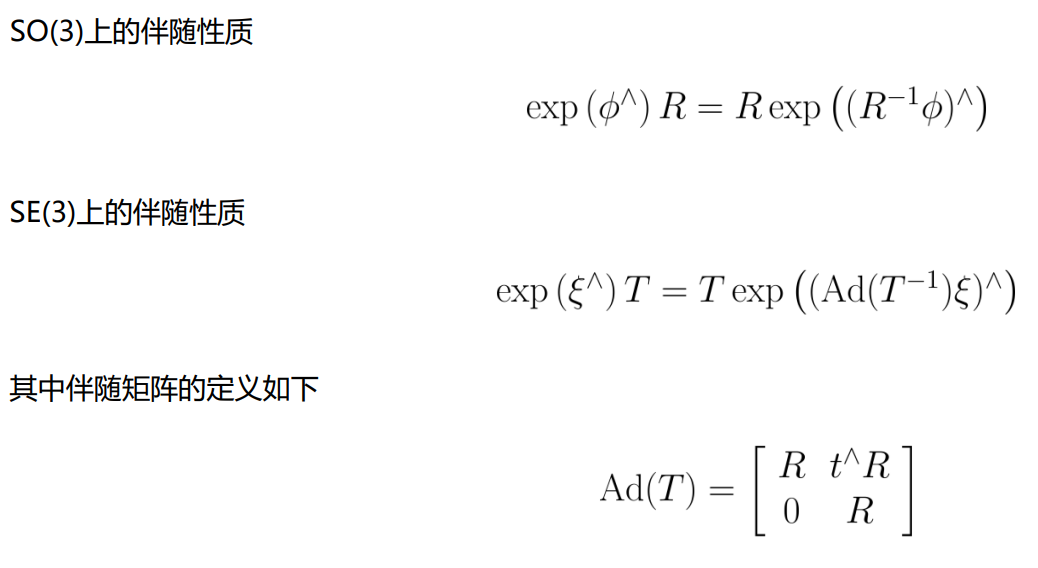 SO(3)上的伴随性质
exp (ϕ^) R = R exp ((R⁻¹ϕ)^)
SE(3)上的伴随性质
exp (ξ^) T = T exp ((Ad(T⁻¹)ξ)^)
其中伴随矩阵的定义如下
Ad(T) = [ R t^R ; 0 R ]